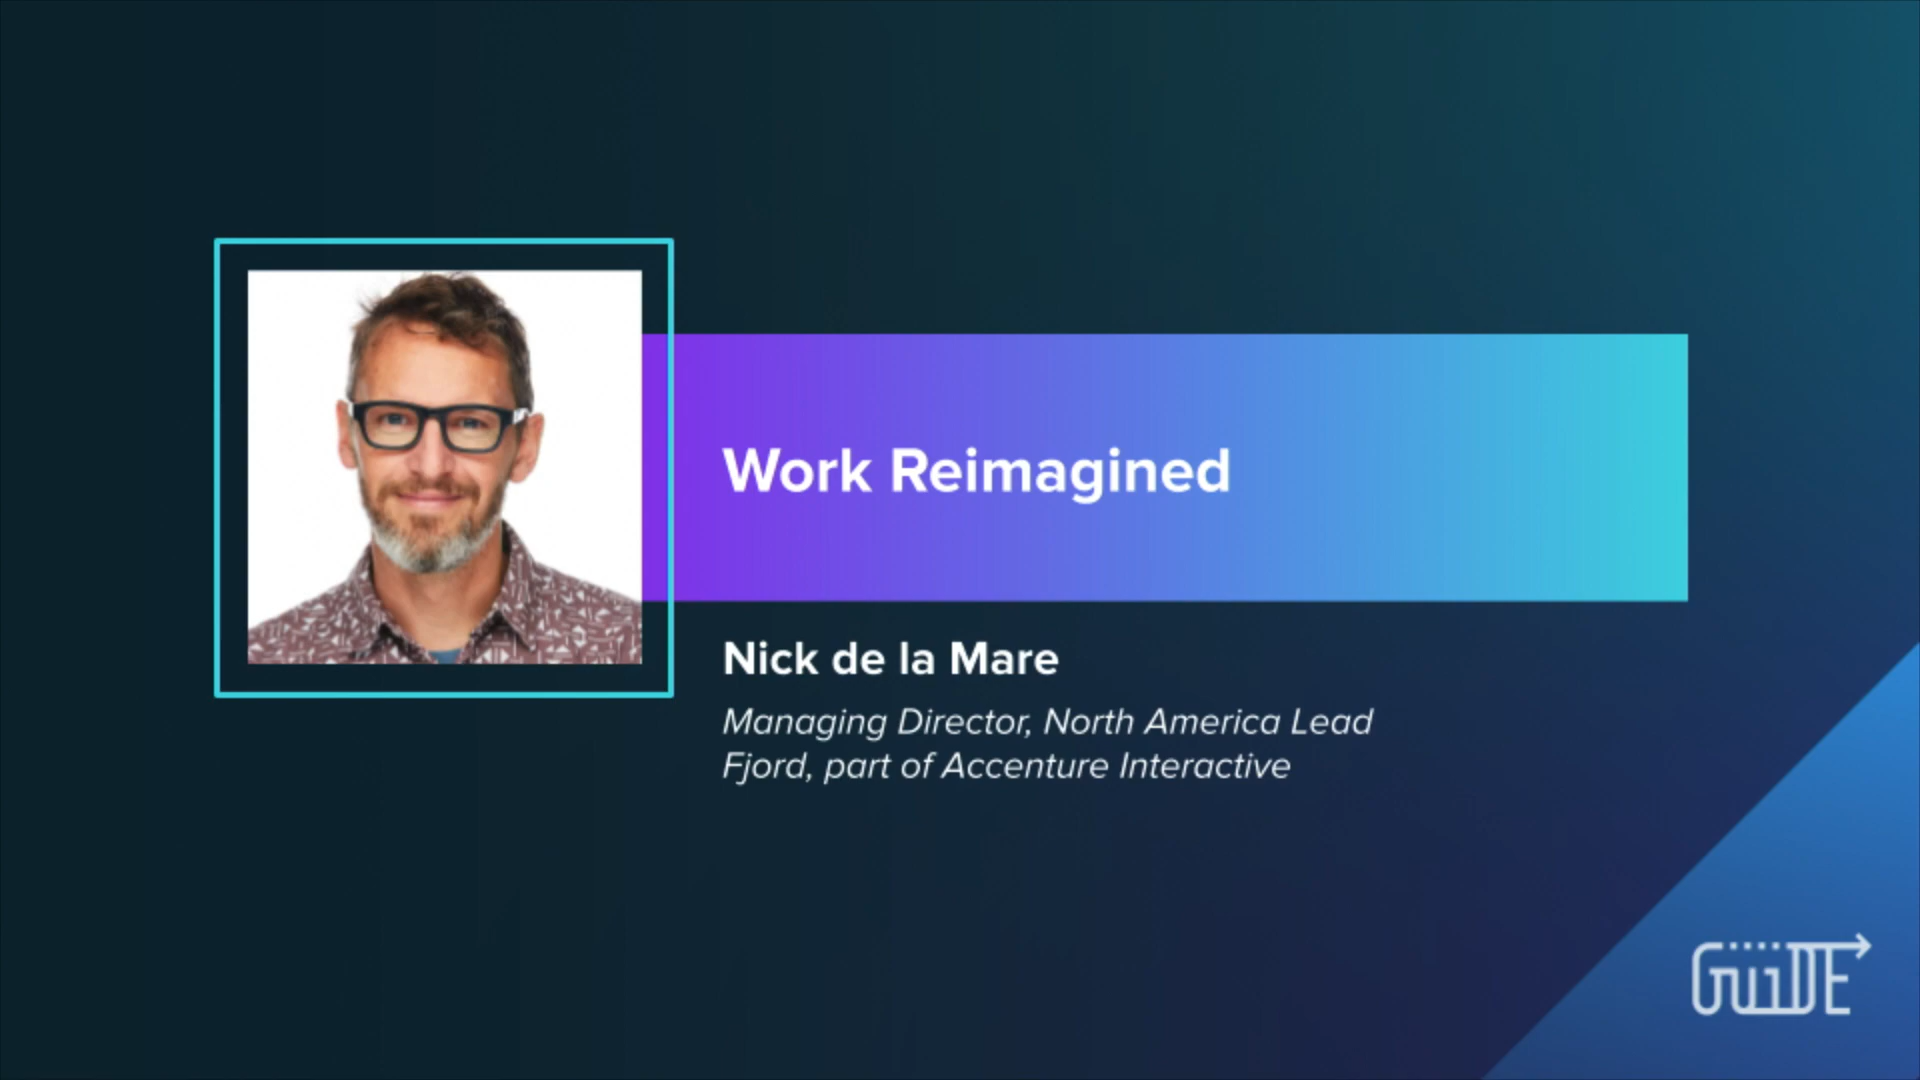 Work Reimagined
Nick de la Mare
Managing Director, North America Lead
Fjord, part of Accenture Interactive
GuiDE